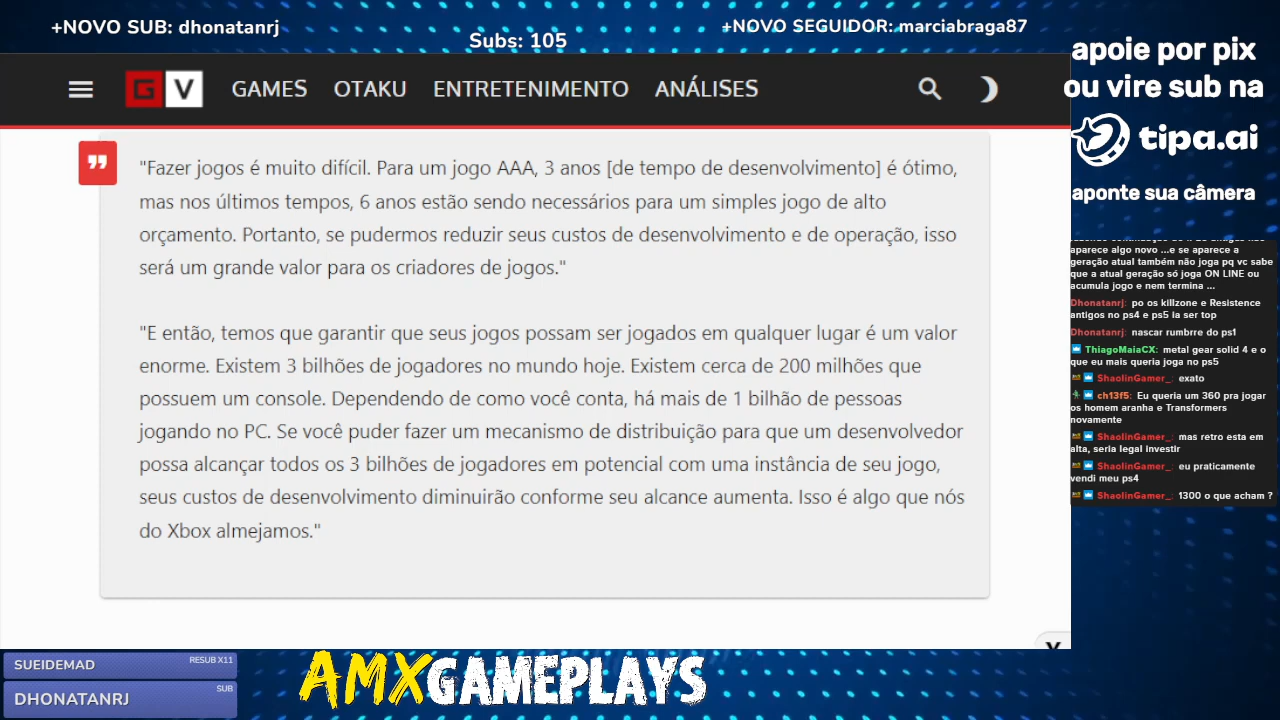 +NOVO SUB: dhonatanrj
Subs: 105
+NOVO SEGUIDOR: marciabraga87
apoie por pix
ou vire sub na
tipa.ai
aponte sua câmera
G V
GAMES OTAKU ENTRETENIMENTO ANÁLISES
"Fazer jogos é muito difícil. Para um jogo AAA, 3 anos [de tempo de desenvolvimento] é ótimo,
mas nos últimos tempos, 6 anos estão sendo necessários para um simples jogo de alto
orçamento. Portanto, se pudermos reduzir seus custos de desenvolvimento e de operação, isso
será um grande valor para os criadores de jogos."
"E então, temos que garantir que seus jogos possam ser jogados em qualquer lugar é um valor
enorme. Existem 3 bilhões de jogadores no mundo hoje. Existem cerca de 200 milhões que
possuem um console. Dependendo de como você conta, há mais de 1 bilhão de pessoas
jogando no PC. Se você puder fazer um mecanismo de distribuição para que um desenvolvedor
possa alcançar todos os 3 bilhões de jogadores em potencial com uma instância de seu jogo,
seus custos de desenvolvimento diminuirão conforme seu alcance aumenta. Isso é algo que nós
do Xbox almejamos."
aparece algo novo ...e se aparece a
geração atual também não joga pq vc sabe
que a atual geração só joga ON LINE ou
acumula jogo e nem termina ...
Dhonatanrj: po os killzone e Resistence
antigos no ps4 e ps5 ia ser top
Dhonatanrj: nascar rumbrre do ps1
ThiagoMaiaCX: metal gear solid 4 e o
que eu mais queria joga no ps5
ShaolinGamer_: exato
ch13f5: Eu queria um 360 pra jogar
os homem aranha e Transformers
novamente
ShaolinGamer_: mas retro esta em
alta, seria legal investir
ShaolinGamer_: eu praticamente
vendi meu ps4
ShaolinGamer_: 1300 o que acham ?
SUEIDEMAD RESUB X11
DHONATANRJ SUB
AMXGAMEPLAYS